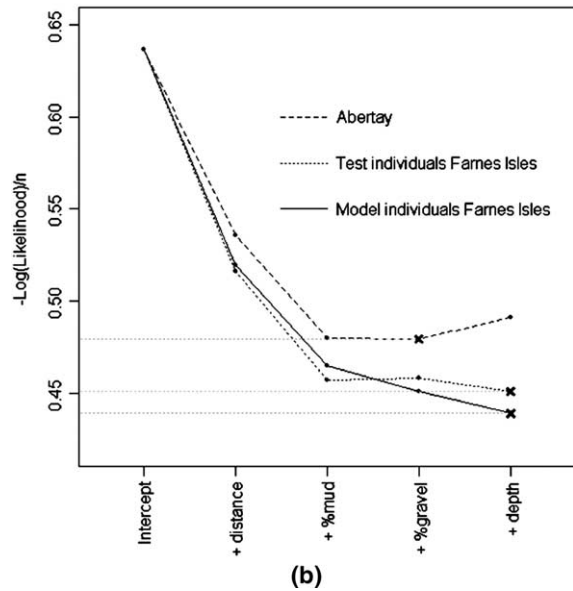 0.65
0.60
0.55
0.50
0.45
-Log(Likelihood)/n
Abertay
Test individuals Farnes Isles
Model individuals Farnes Isles
Intercept
+ distance
+ %mud
+ %gravel
+ depth
(b)